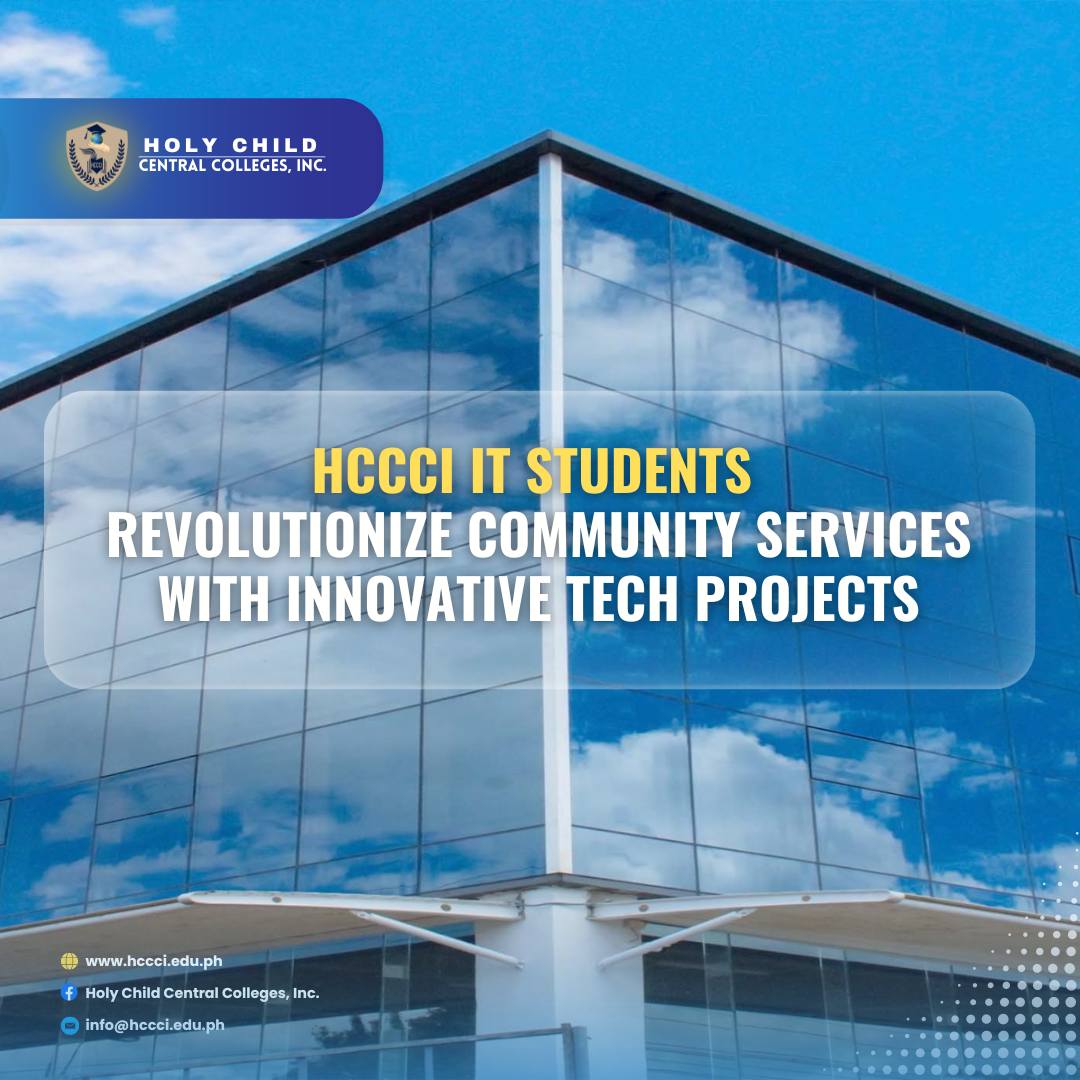 HOLY CHILD
CENTRAL COLLEGES, INC.
HCCCI IT STUDENTS
REVOLUTIONIZE COMMUNITY SERVICES
WITH INNOVATIVE TECH PROJECTS
www.hccci.edu.ph
Holy Child Central Colleges, Inc.
info@hccci.edu.ph